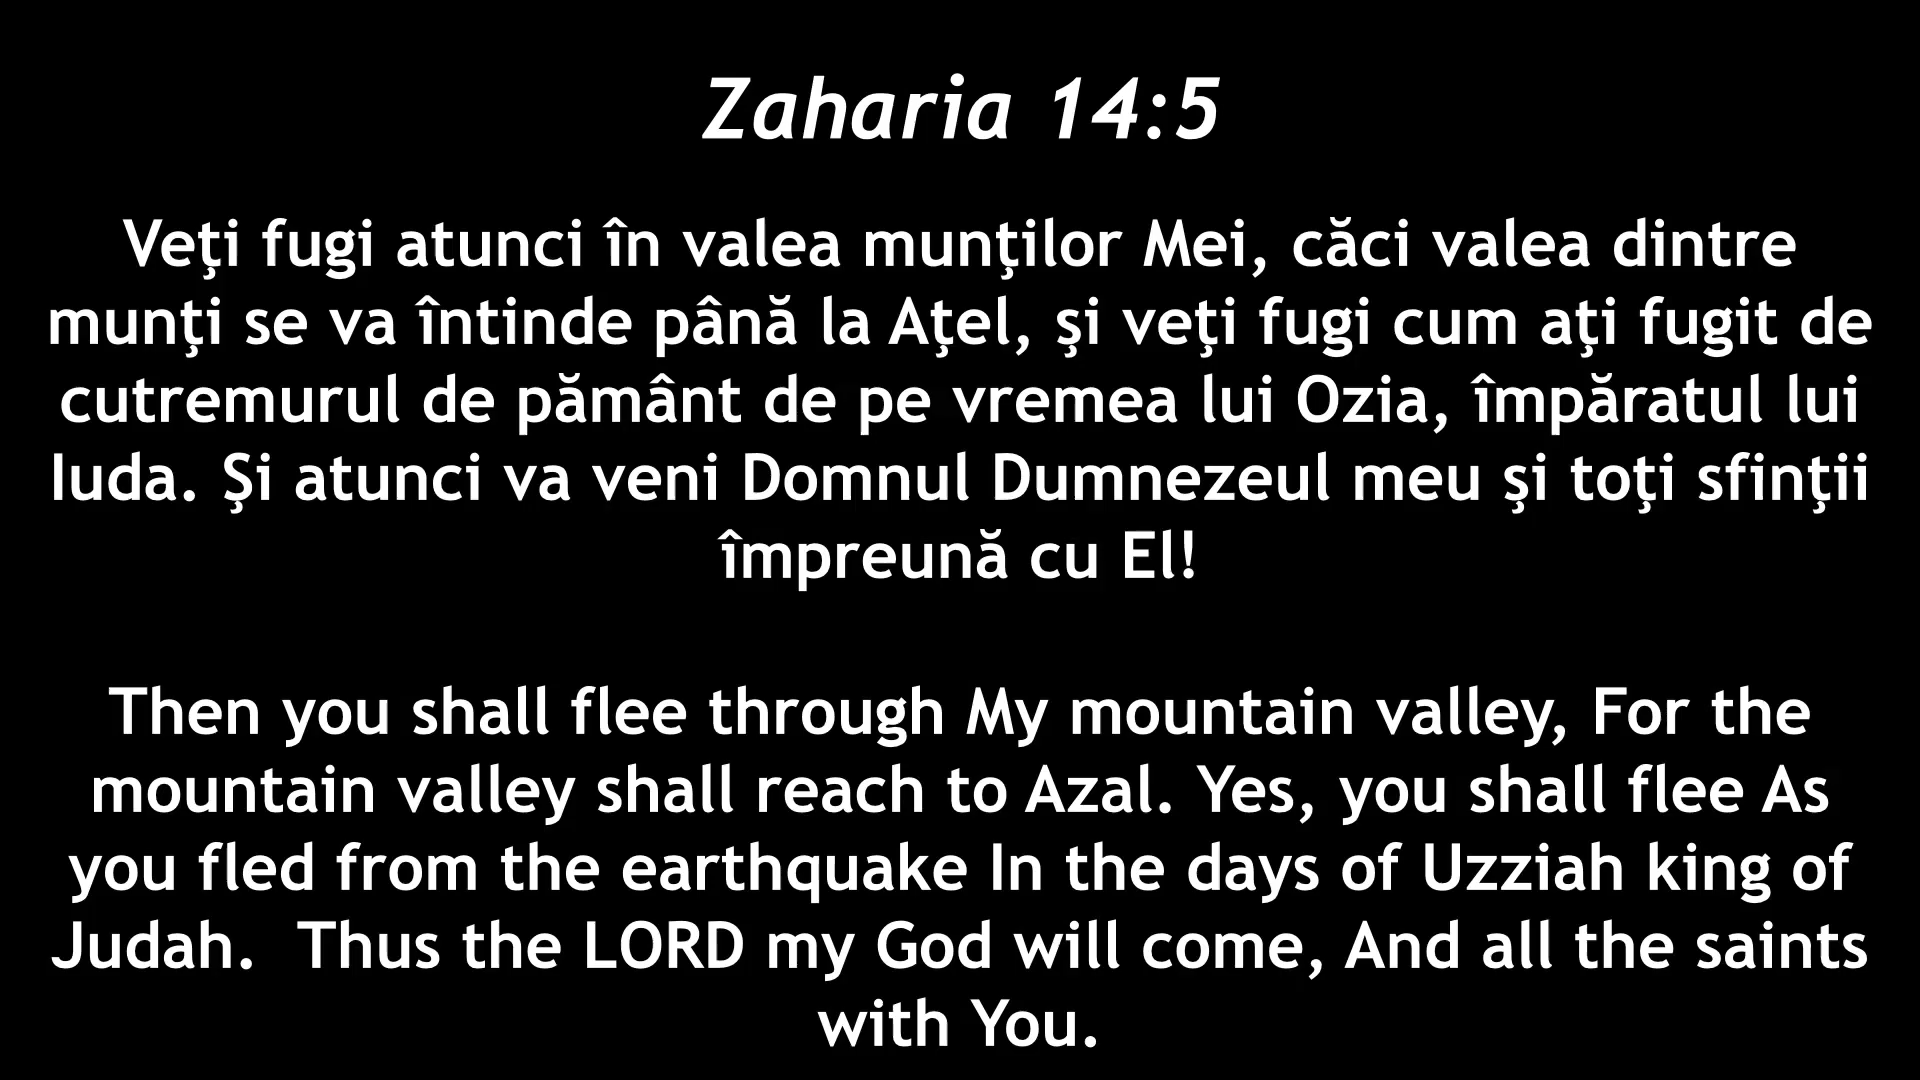 Zaharia 14:5
Veţi fugi atunci în valea munţilor Mei, căci valea dintre
munţi se va întinde până la Aţel, şi veţi fugi cum aţi fugit de
cutremurul de pământ de pe vremea lui Ozia, împăratul lui
Iuda. Şi atunci va veni Domnul Dumnezeul meu şi toţi sfinţii
împreună cu El!
Then you shall flee through My mountain valley, For the
mountain valley shall reach to Azal. Yes, you shall flee As
you fled from the earthquake In the days of Uzziah king of
Judah.  Thus the LORD my God will come, And all the saints
with You.